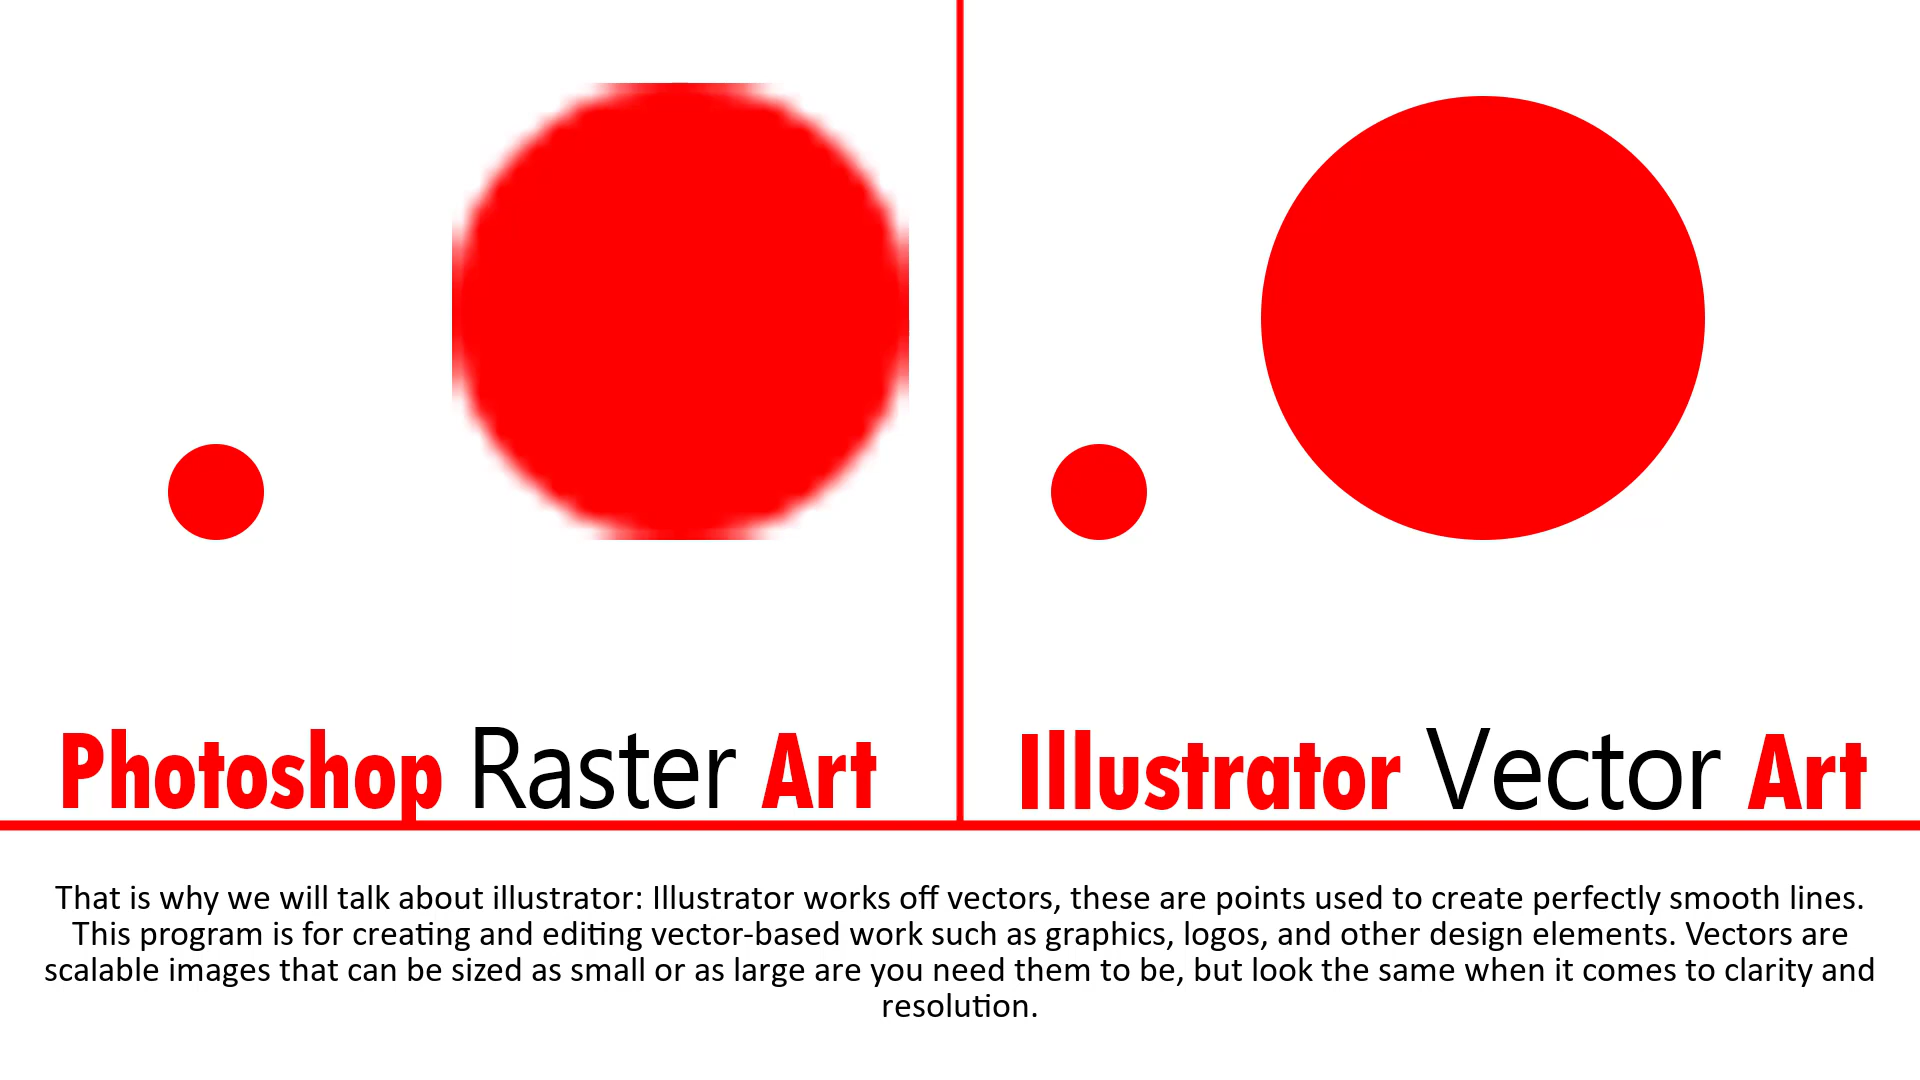 Photoshop Raster Art
Illustrator Vector Art
That is why we will talk about illustrator: Illustrator works off vectors, these are points used to create perfectly smooth lines.
This program is for creating and editing vector-based work such as graphics, logos, and other design elements. Vectors are
scalable images that can be sized as small or as large are you need them to be, but look the same when it comes to clarity and
resolution.